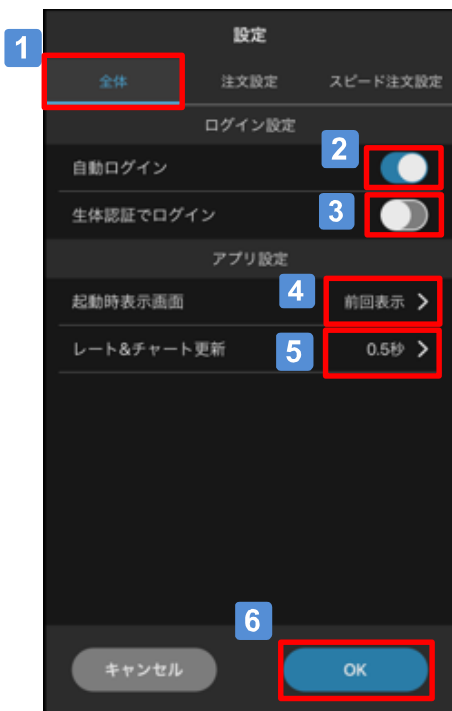 設定
1
全体 注文設定 スピード注文設定
ログイン設定
2
自動ログイン
3
生体認証でログイン
アプリ設定
4
起動時表示画面 前回表示 >
レート&チャート更新 5 0.5秒 >
6
キャンセル OK